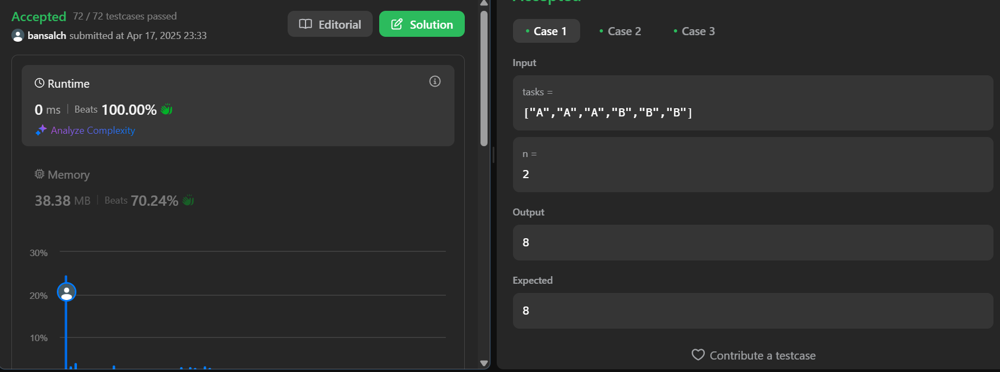 Accepted 72 / 72 testcases passed
bansalch submitted at Apr 17, 2025 23:33
Editorial
Solution
Runtime
0 ms | Beats 100.00%
Analyze Complexity
Memory
38.38 MB | Beats 70.24%
30%
20%
10%
Accepted
Case 1
Case 2
Case 3
Input
tasks =
["A","A","A","B","B","B"]
n =
2
Output
8
Expected
8
Contribute a testcase